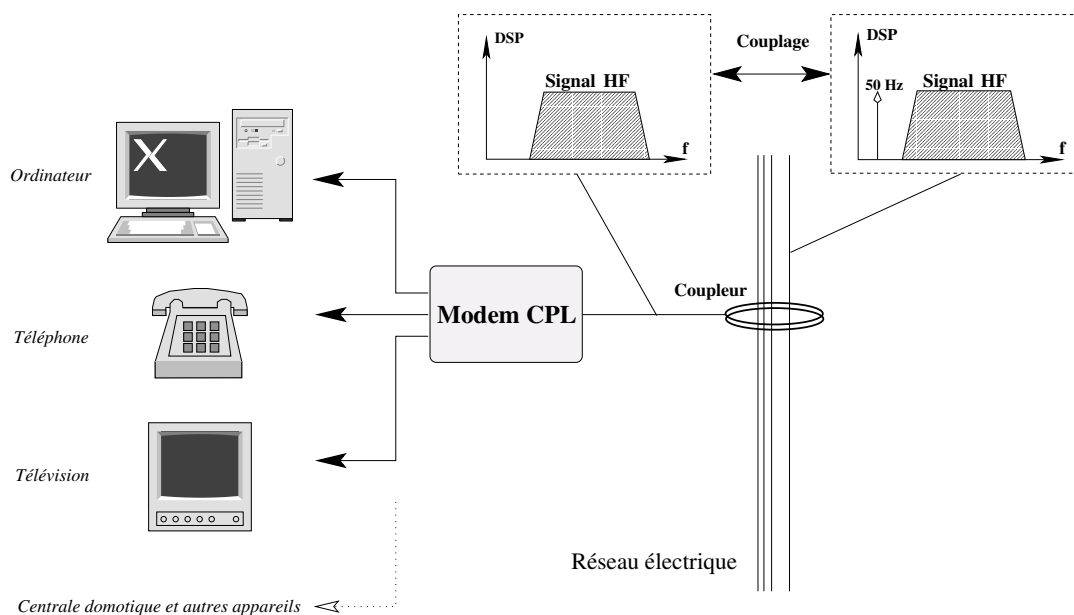 DSP
Signal HF
f
Couplage
DSP
50 Hz
Signal HF
f
X
Ordinateur
Coupleur
Modem CPL
Téléphone
Télévision
Réseau électrique
Centrale domotique et autres appareils